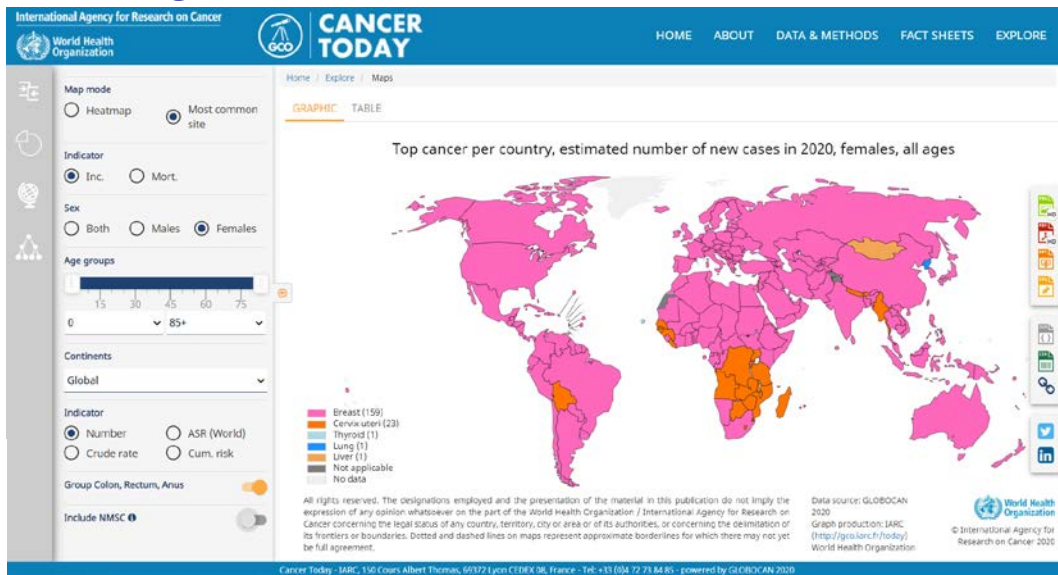 International Agency for Research on Cancer
World Health
Organization
GCO
CANCER
TODAY
HOME ABOUT DATA & METHODS FACT SHEETS EXPLORE
Home / Explore / Maps
GRAPHIC TABLE
Map mode
Heatmap Most common
site
Indicator
Inc. Mort.
Sex
Both Males Females
Age groups
15 30 45 60 75
0 85+
Continents
Global
Indicator
Number ASR (World)
Crude rate Cum. risk
Group Colon, Rectum, Anus
Include NMSC
Top cancer per country, estimated number of new cases in 2020, females, all ages
Breast (159)
Cervix uteri (23)
Thyroid (1)
Lung (1)
Liver (1)
Not applicable
No data
All rights reserved. The designations employed and the presentation of the material in this publication do not imply the
expression of any opinion whatsoever on the part of the World Health Organization / International Agency for Research on
Cancer concerning the legal status of any country, territory, city or area or of its authorities, or concerning the delimitation of
its frontiers or boundaries. Dotted and dashed lines on maps represent approximate borderlines for which there may not yet
be full agreement.
Data source: GLOBOCAN
2020
Graph production: IARC
(http://gco.iarc.fr/today)
World Health Organization
World Health
Organization
© International Agency for
Research on Cancer 2020
HD
HD
Cancer Today - IARC, 150 Cours Albert Thomas, 69372 Lyon CEDEX 08, France - Tel: +33 (0)4 72 73 84 85 - powered by GLOBOCAN 2020